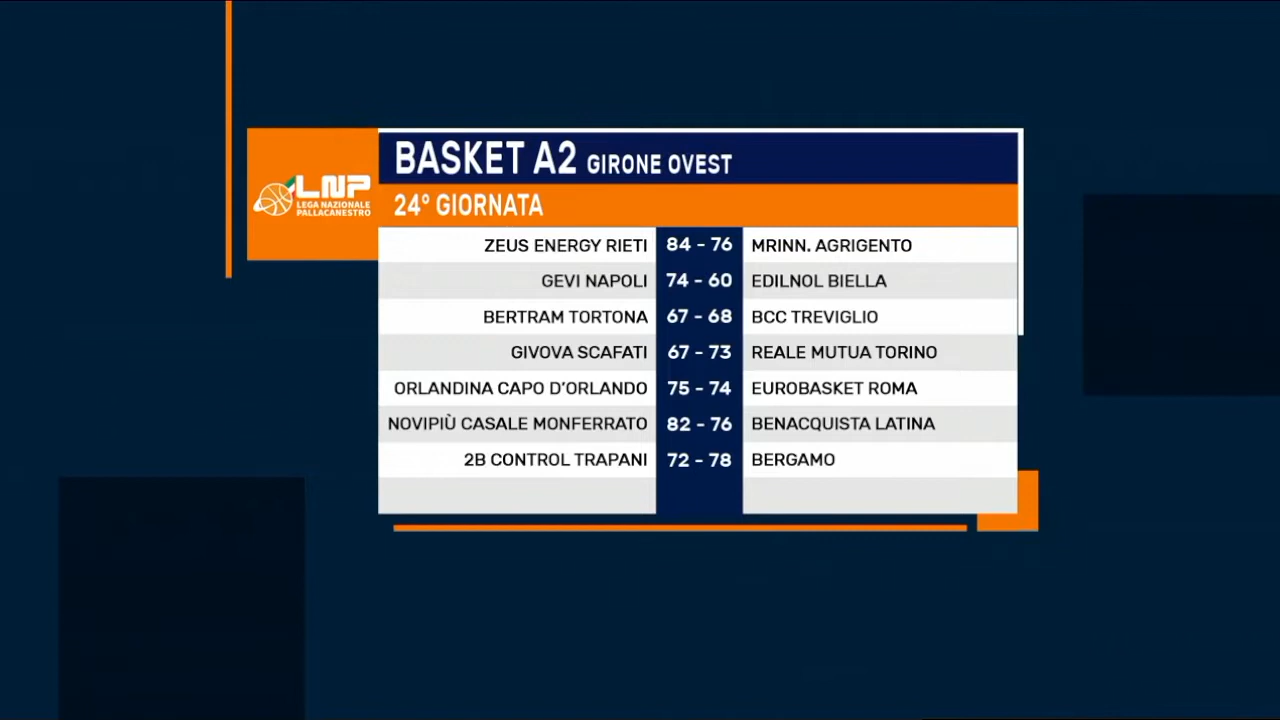 LNP
LEGA NAZIONALE
PALLACANESTRO
BASKET A2 GIRONE OVEST
24° GIORNATA
ZEUS ENERGY RIETI 84 - 76 MRINN. AGRIGENTO
GEVI NAPOLI 74 - 60 EDILNOL BIELLA
BERTRAM TORTONA 67 - 68 BCC TREVIGLIO
GIVOVA SCAFATI 67 - 73 REALE MUTUA TORINO
ORLANDINA CAPO D'ORLANDO 75 - 74 EUROBASKET ROMA
NOVIPIÙ CASALE MONFERRATO 82 - 76 BENACQUISTA LATINA
2B CONTROL TRAPANI 72 - 78 BERGAMO